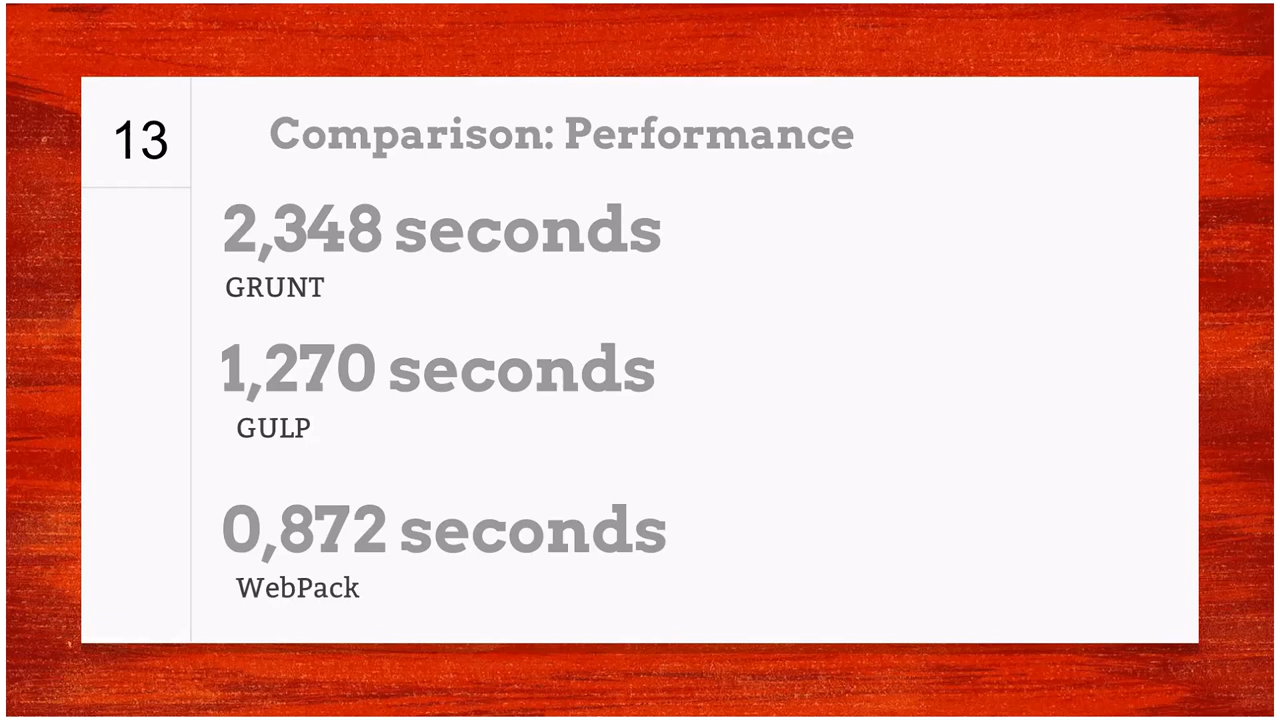 13
Comparison: Performance
2,348 seconds
GRUNT
1,270 seconds
GULP
0,872 seconds
WebPack